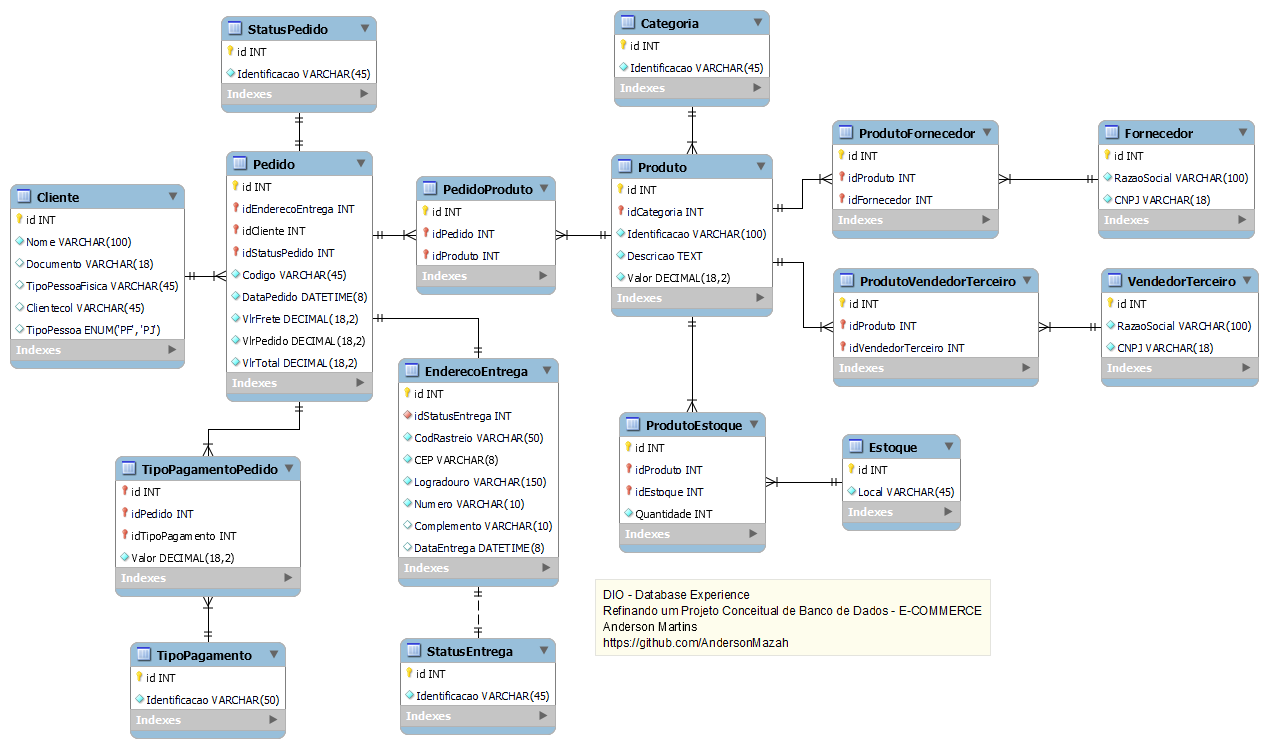 StatusPedido
id INT
Identificacao VARCHAR(45)
Indexes
Categoria
id INT
Identificacao VARCHAR(45)
Indexes
Cliente
id INT
Nome VARCHAR(100)
Documento VARCHAR(18)
TipoPessoaFisica VARCHAR(45)
Clientecol VARCHAR(45)
TipoPessoa ENUM('PF', 'PJ')
Indexes
Pedido
id INT
idEnderecoEntrega INT
idCliente INT
idStatusPedido INT
Codigo VARCHAR(45)
DataPedido DATETIME(8)
VlrFrete DECIMAL(18,2)
VlrPedido DECIMAL(18,2)
VlrTotal DECIMAL(18,2)
Indexes
PedidoProduto
id INT
idPedido INT
idProduto INT
Indexes
Produto
id INT
idCategoria INT
Identificacao VARCHAR(100)
Descricao TEXT
Valor DECIMAL(18,2)
Indexes
ProdutoFornecedor
id INT
idProduto INT
idFornecedor INT
Indexes
Fornecedor
id INT
RazaoSocial VARCHAR(100)
CNPJ VARCHAR(18)
Indexes
ProdutoVendedorTerceiro
id INT
idProduto INT
idVendedorTerceiro INT
Indexes
VendedorTerceiro
id INT
RazaoSocial VARCHAR(100)
CNPJ VARCHAR(18)
Indexes
EnderecoEntrega
id INT
idStatusEntrega INT
CodRastreio VARCHAR(50)
CEP VARCHAR(8)
Logradouro VARCHAR(150)
Numero VARCHAR(10)
Complemento VARCHAR(10)
DataEntrega DATETIME(8)
Indexes
ProdutoEstoque
id INT
idProduto INT
idEstoque INT
Quantidade INT
Indexes
Estoque
id INT
Local VARCHAR(45)
Indexes
TipoPagamentoPedido
id INT
idPedido INT
idTipoPagamento INT
Valor DECIMAL(18,2)
Indexes
TipoPagamento
id INT
Identificacao VARCHAR(50)
Indexes
StatusEntrega
id INT
Identificacao VARCHAR(45)
Indexes
DIO - Database Experience
Refinando um Projeto Conceitual de Banco de Dados - E-COMMERCE
Anderson Martins
https://github.com/AndersonMazah